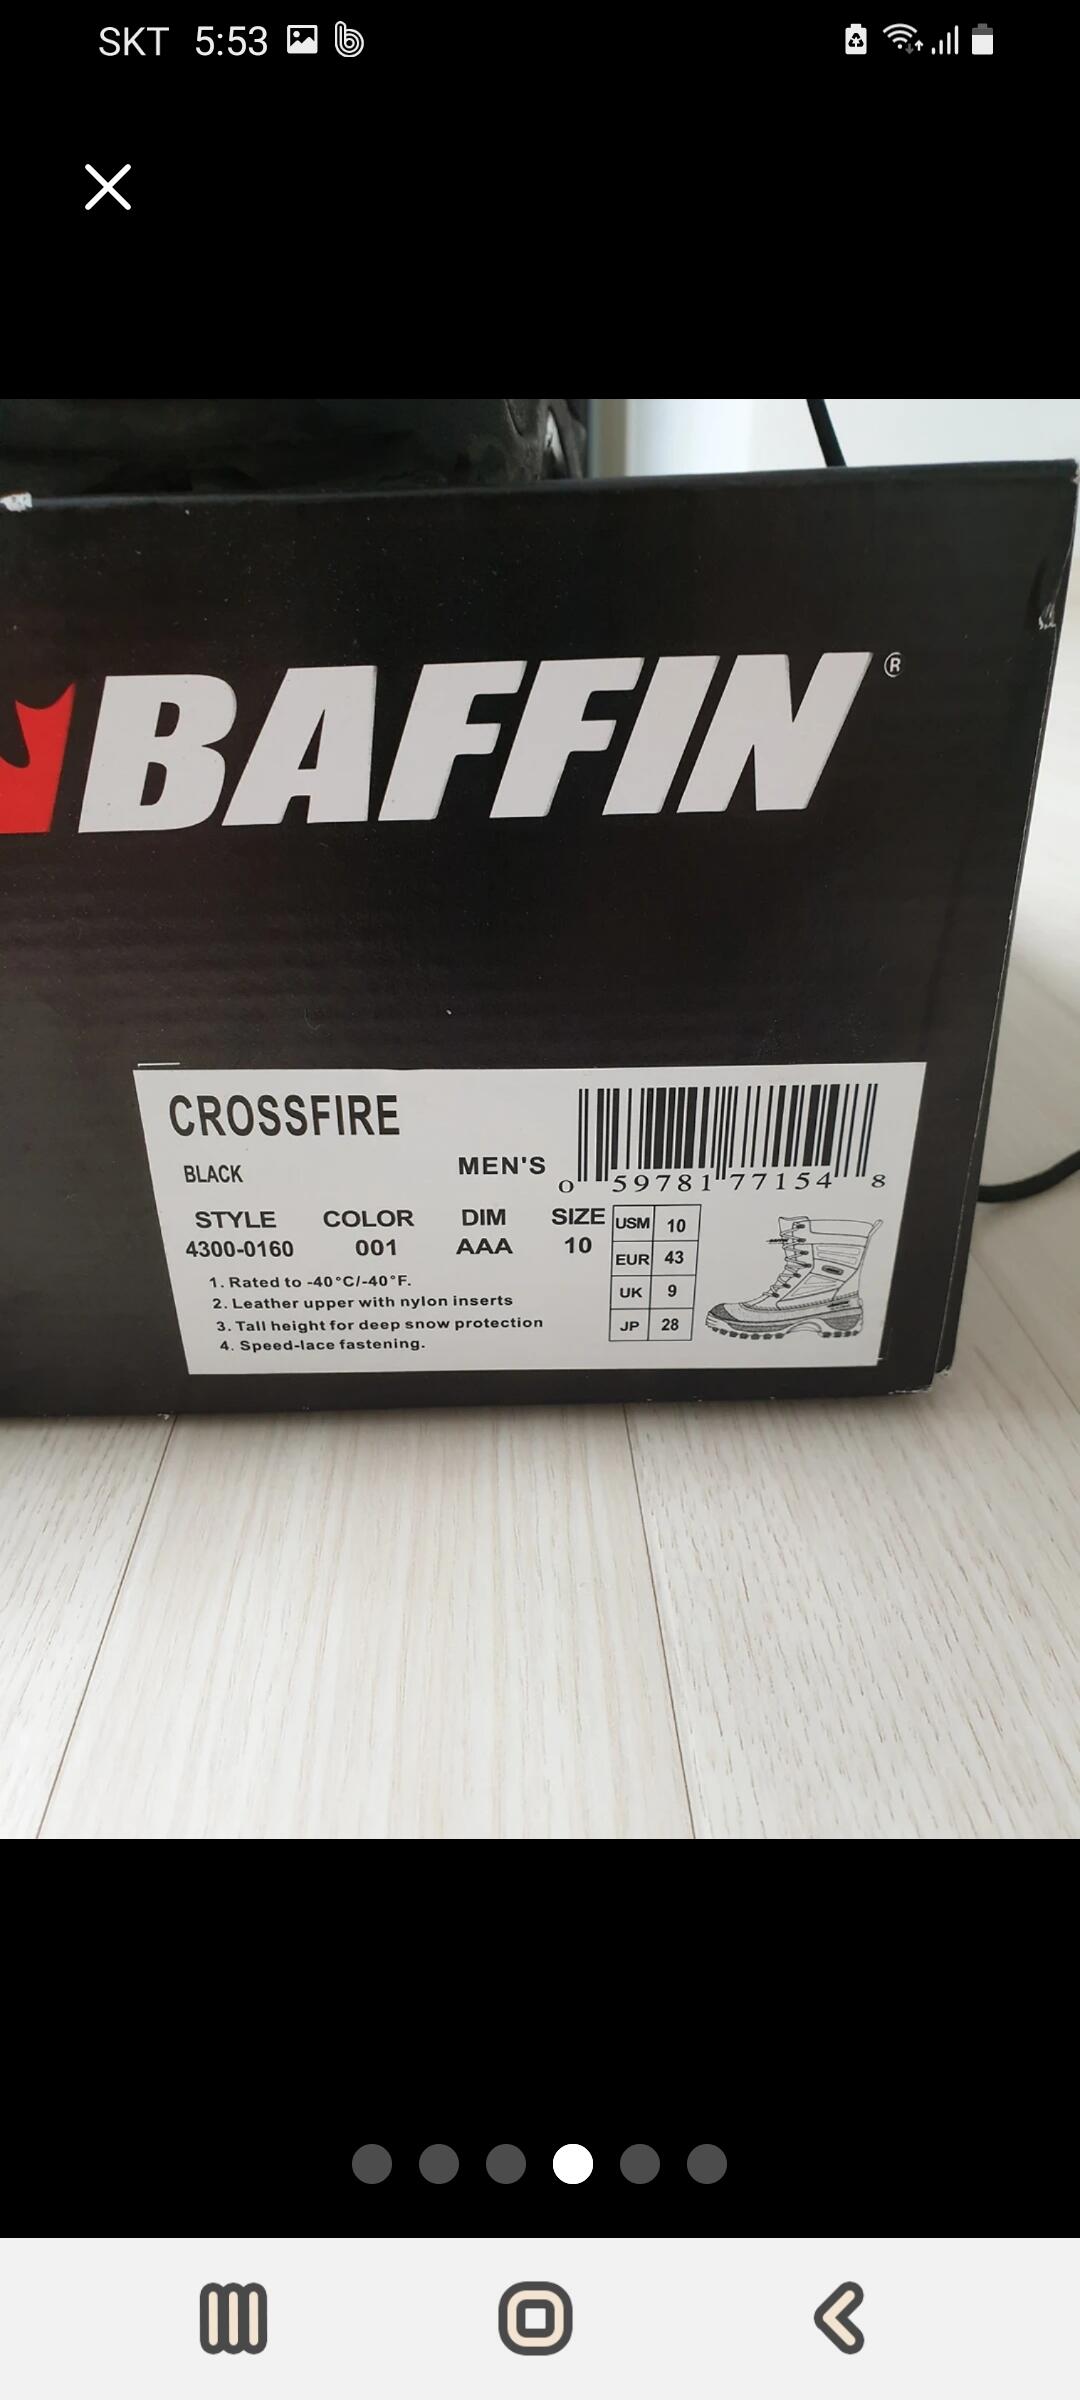 SKT 5:53
BAFFIN®
CROSSFIRE
BLACK
MEN'S
0 59781 77154 8
STYLE COLOR DIM SIZE
4300-0160 001 AAA 10
USM 10
EUR 43
UK 9
JP 28
1. Rated to -40°C/-40°F.
2. Leather upper with nylon inserts
3. Tall height for deep snow protection
4. Speed-lace fastening.